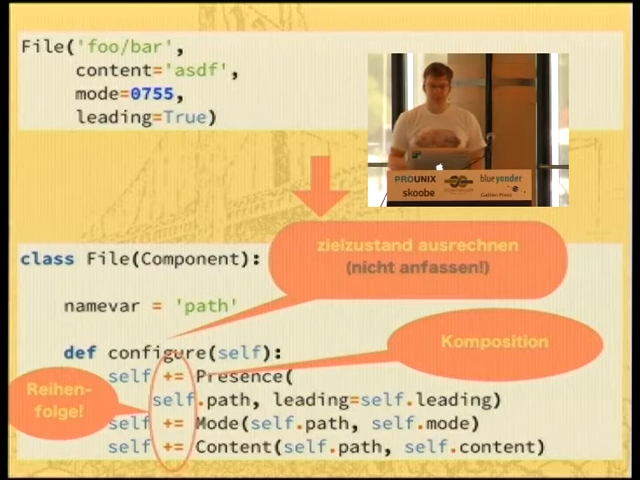 File('foo/bar',
content='asdf',
mode=0755,
leading=True)
PROUNIX
blue yonder
skoobe
Galileo Press
zielzustand ausrechnen
(nicht anfassen!)
class File(Component):
namevar = 'path'
Komposition
def configure(self):
Reihen-
folge!
self += Presence(
self.path, leading=self.leading)
self += Mode(self.path, self.mode)
self += Content(self.path, self.content)